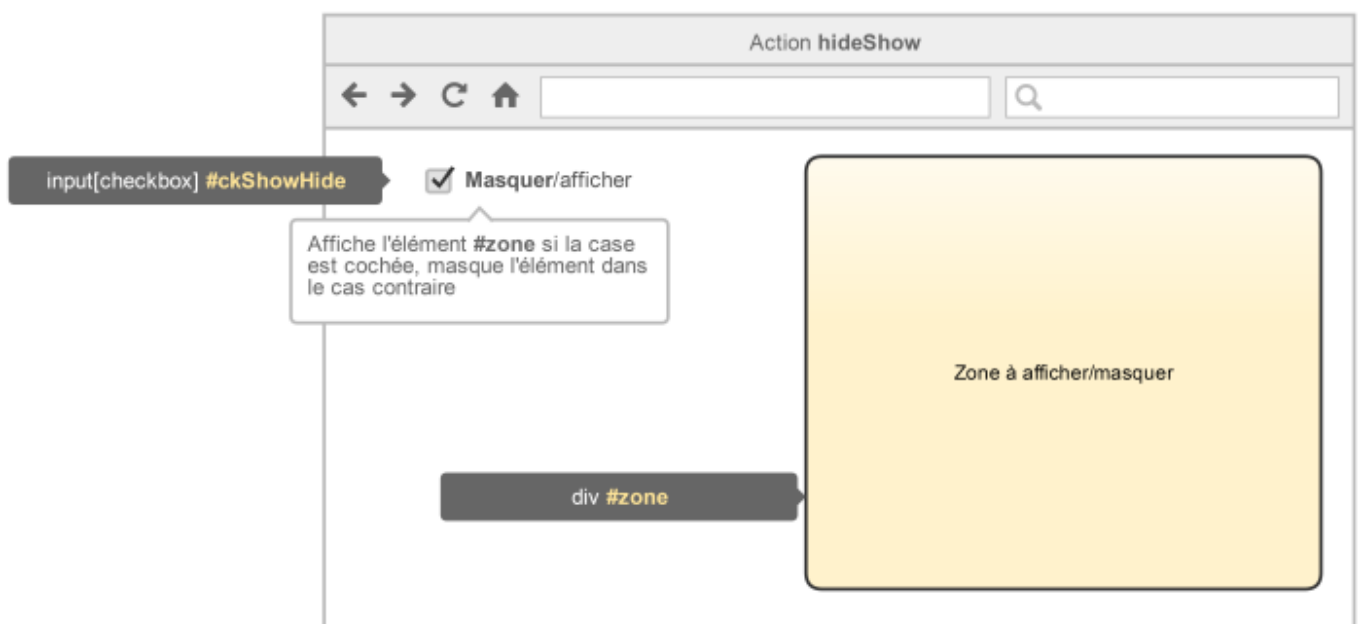 Action hideShow
input[checkbox] #ckShowHide
Masquer/afficher
Affiche l'élément #zone si la case
est cochée, masque l'élément dans
le cas contraire
Zone à afficher/masquer
div #zone